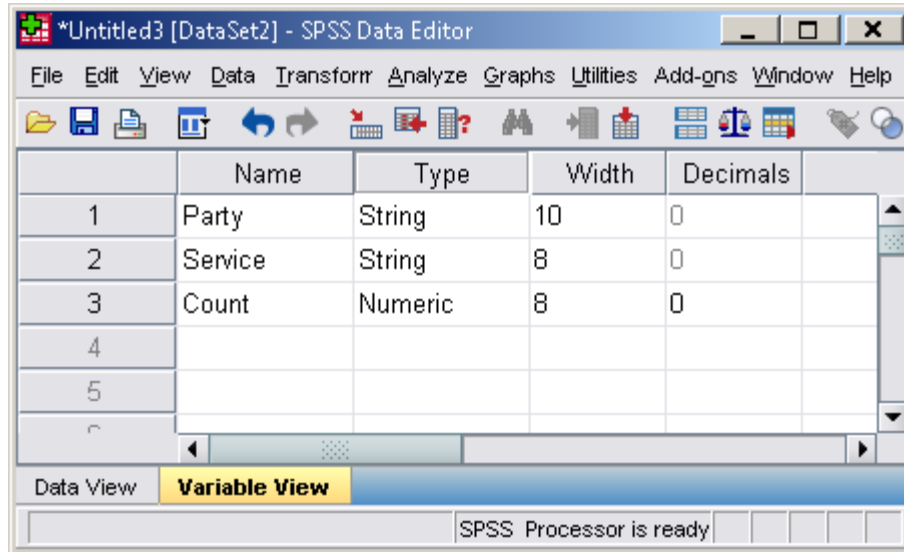 *Untitled3 [DataSet2] - SPSS Data Editor
File Edit View Data Transform Analyze Graphs Utilities Add-ons Window Help
Name Type Width Decimals
1 Party String 10 0
2 Service String 8 0
3 Count Numeric 8 0
4
5
Data View Variable View
SPSS Processor is ready